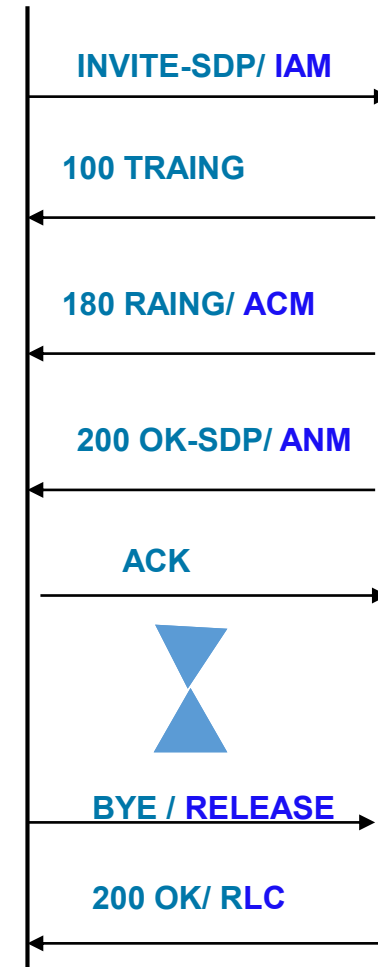 INVITE-SDP/ IAM
100 TRAING
180 RAING/ ACM
200 OK-SDP/ ANM
ACK
BYE / RELEASE
200 OK/ RLC